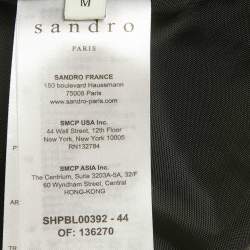 M
sandro
PARIS
SANDRO FRANCE
150 boulevard Haussmann
75008 Paris
www.sandro-paris.com
SMCP USA Inc.
44 Wall Street, 12th Floor
New York, New York 10005
RN132784
SMCP ASIA Inc.
The Centrium, Suite 3203A-5A, 32/F
60 Wyndham Street, Central
HONG-KONG
SHPBL00392 - 44
OF: 136270